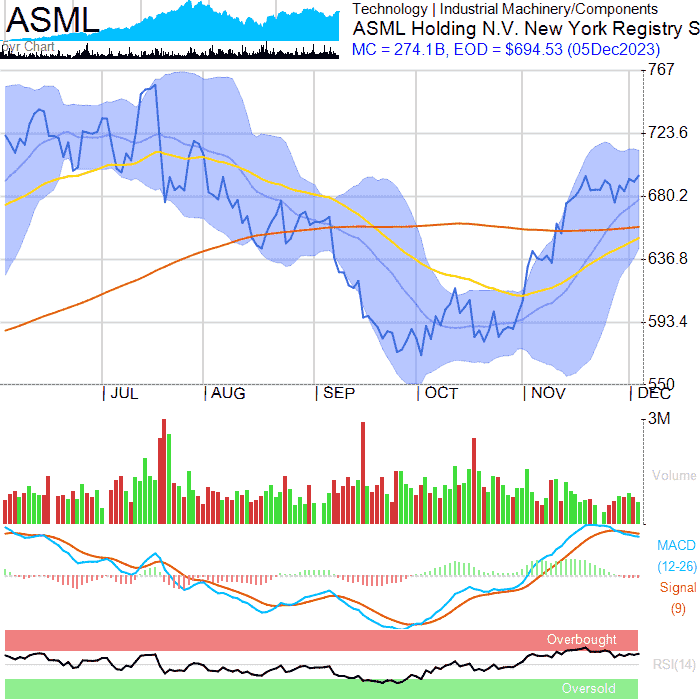 ASML
Technology | Industrial Machinery/Components
ASML Holding N.V. New York Registry S
MC = 274.1B, EOD = $694.53 (05Dec2023)
Chart
767
723.6
680.2
636.8
593.4
550
JUL AUG SEP OCT NOV DEC
3M
Volume
MACD
(12-26)
Signal
(9)
Overbought
RSI(14)
Oversold